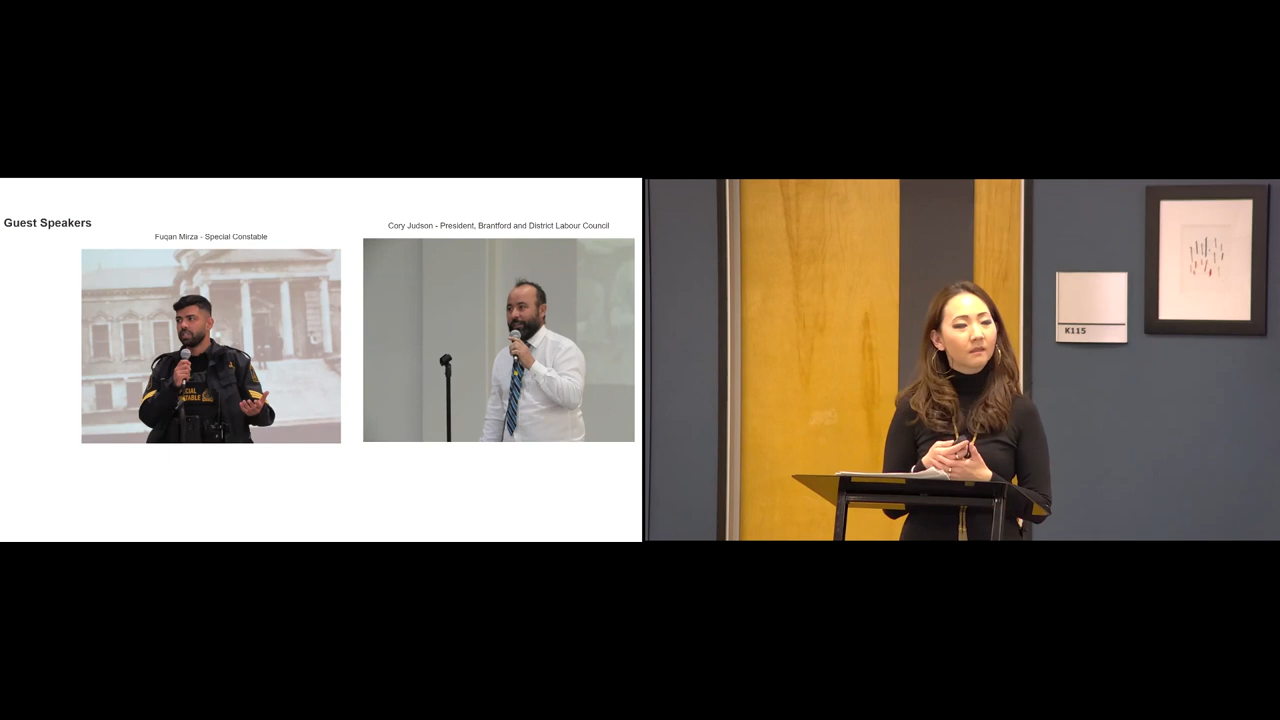 Guest Speakers
Fuqan Mirza - Special Constable
Cory Judson - President, Brantford and District Labour Council
K115